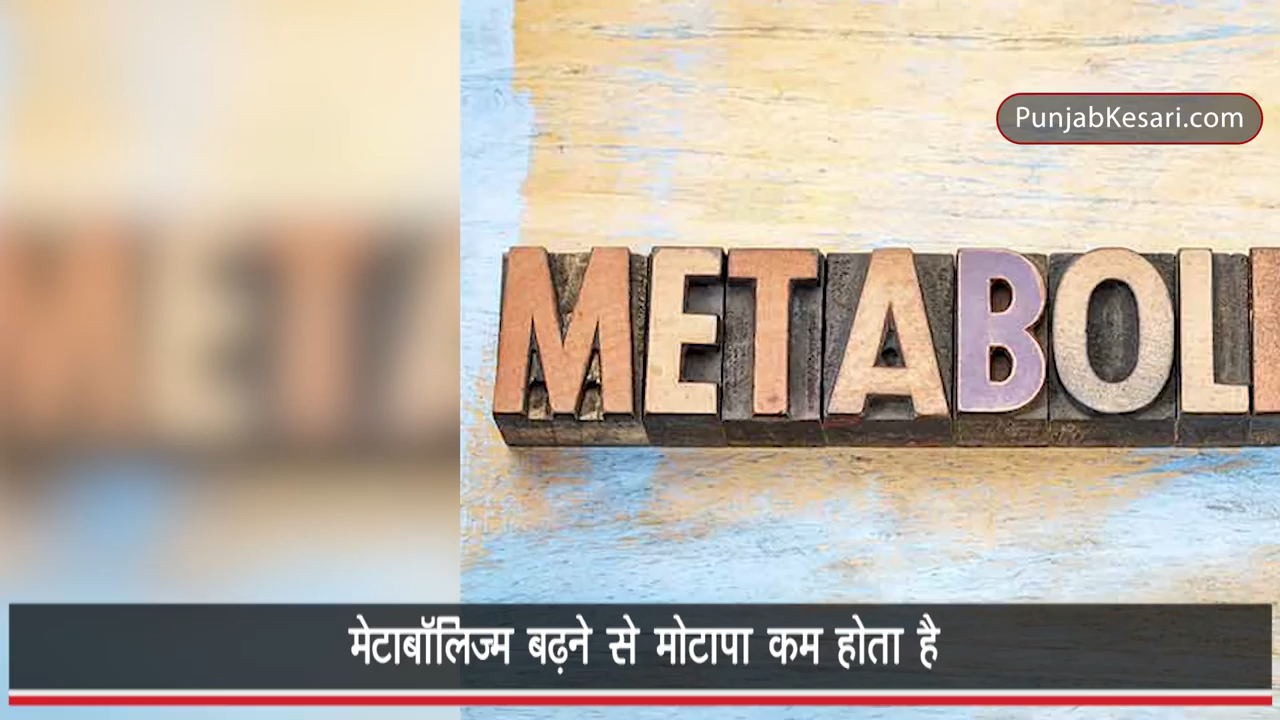 PunjabKesari.com
METABOL
मेटाबॉलिज्म बढ़ने से मोटापा कम होता है